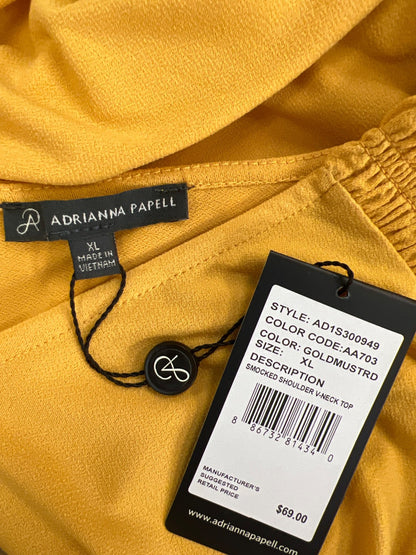 ADRIANNA PAPELL
XL
MADE IN
VIETNAM
STYLE: AD1S300949
COLOR CODE:AA703
COLOR: GOLDMUSTRD
SIZE: XL
DESCRIPTION
SMOCKED SHOULDER V-NECK TOP
8 86732 81434 0
MANUFACTURER'S
SUGGESTED
RETAIL PRICE
$69.00
www.adriannapapell.com